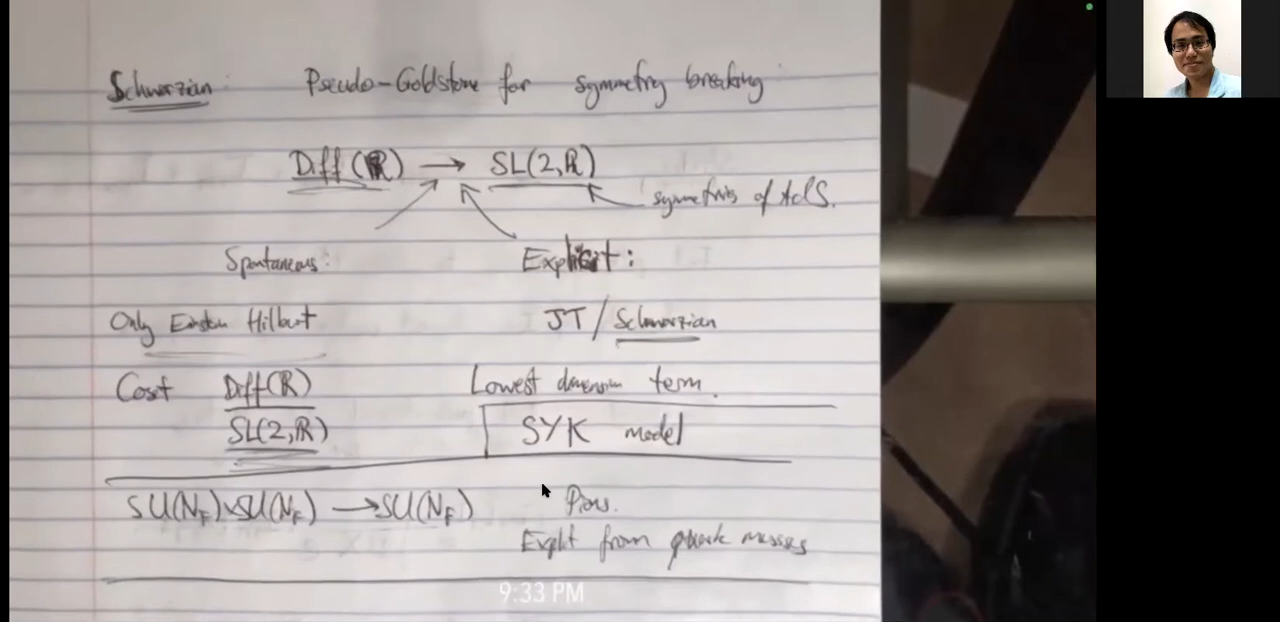 Schwarzian: Pseudo-Goldstone for symmetry breaking
Diff(R) → SL(2,R)
symmetries of AdS.
Spontaneous: Explicit:
Only Einstein Hilbert JT / Schwarzian
Coset Diff(R) Lowest dimension term.
SL(2,R) SYK model
SU(N_F)×SU(N_F) → SU(N_F) Pions.
Explicit from quark masses
9:33 PM